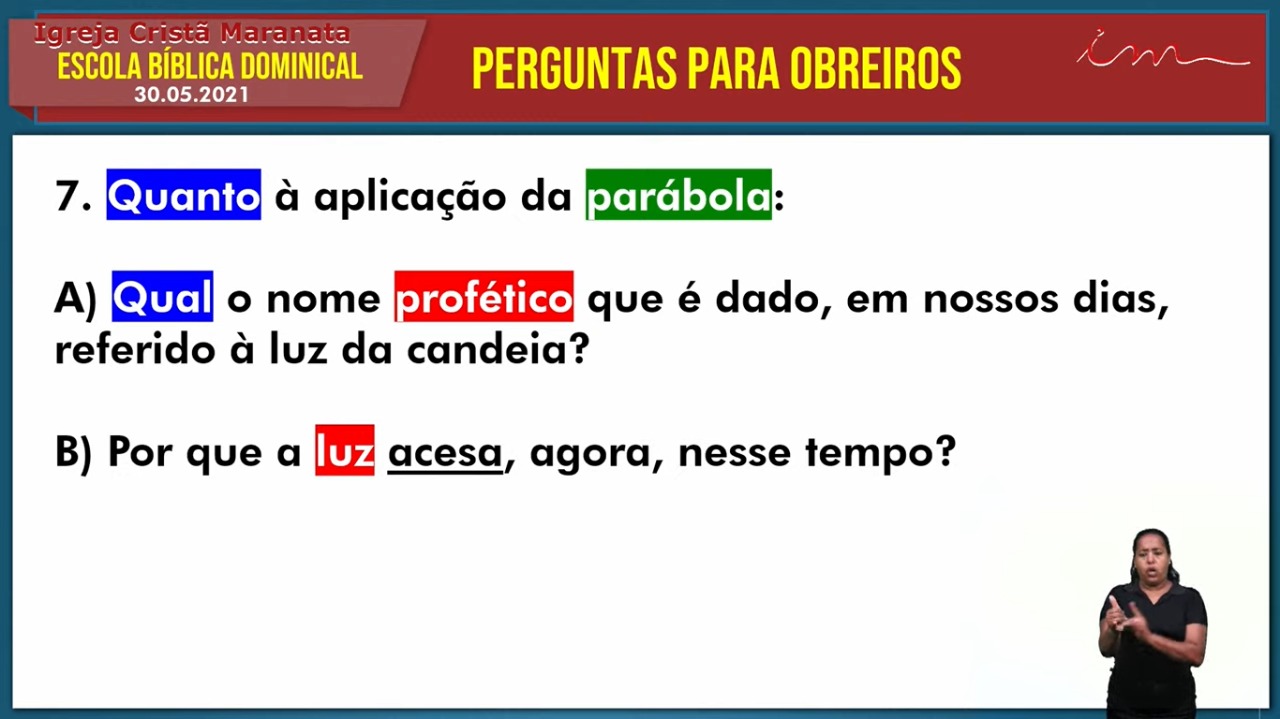 Igreja Cristã Maranata
ESCOLA BÍBLICA DOMINICAL
30.05.2021
PERGUNTAS PARA OBREIROS
im
7. Quanto à aplicação da parábola:
A) Qual o nome profético que é dado, em nossos dias,
referido à luz da candeia?
B) Por que a luz acesa, agora, nesse tempo?